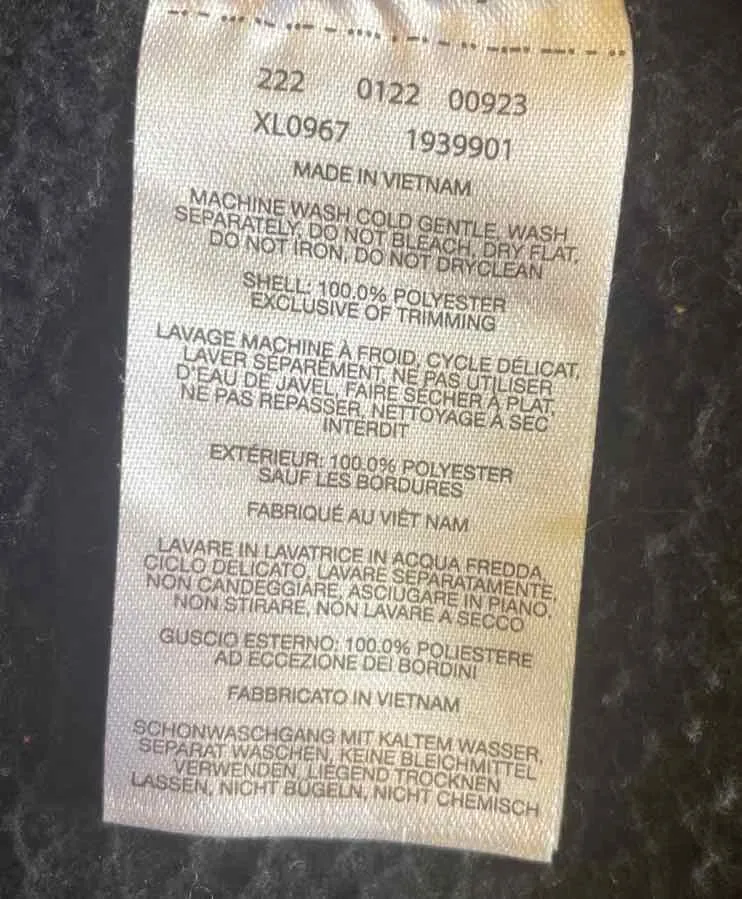 222 0122 00923
XL0967 1939901
MADE IN VIETNAM
MACHINE WASH COLD GENTLE, WASH
SEPARATELY, DO NOT BLEACH, DRY FLAT,
DO NOT IRON, DO NOT DRYCLEAN
SHELL: 100.0% POLYESTER
EXCLUSIVE OF TRIMMING
LAVAGE MACHINE À FROID, CYCLE DÉLICAT,
LAVER SÉPARÉMENT, NE PAS UTILISER
D'EAU DE JAVEL, FAIRE SÉCHER À PLAT,
NE PAS REPASSER, NETTOYAGE À SEC
INTERDIT
EXTÉRIEUR: 100.0% POLYESTER
SAUF LES BORDURES
FABRIQUÉ AU VIÊT NAM
LAVARE IN LAVATRICE IN ACQUA FREDDA,
CICLO DELICATO, LAVARE SEPARATAMENTE,
NON CANDEGGIARE, ASCIUGARE IN PIANO,
NON STIRARE, NON LAVARE A SECCO
GUSCIO ESTERNO: 100.0% POLIESTERE
AD ECCEZIONE DEI BORDINI
FABBRICATO IN VIETNAM
SCHONWASCHGANG MIT KALTEM WASSER,
SEPARAT WASCHEN, KEINE BLEICHMITTEL
VERWENDEN, LIEGEND TROCKNEN
LASSEN, NICHT BÜGELN, NICHT CHEMISCH